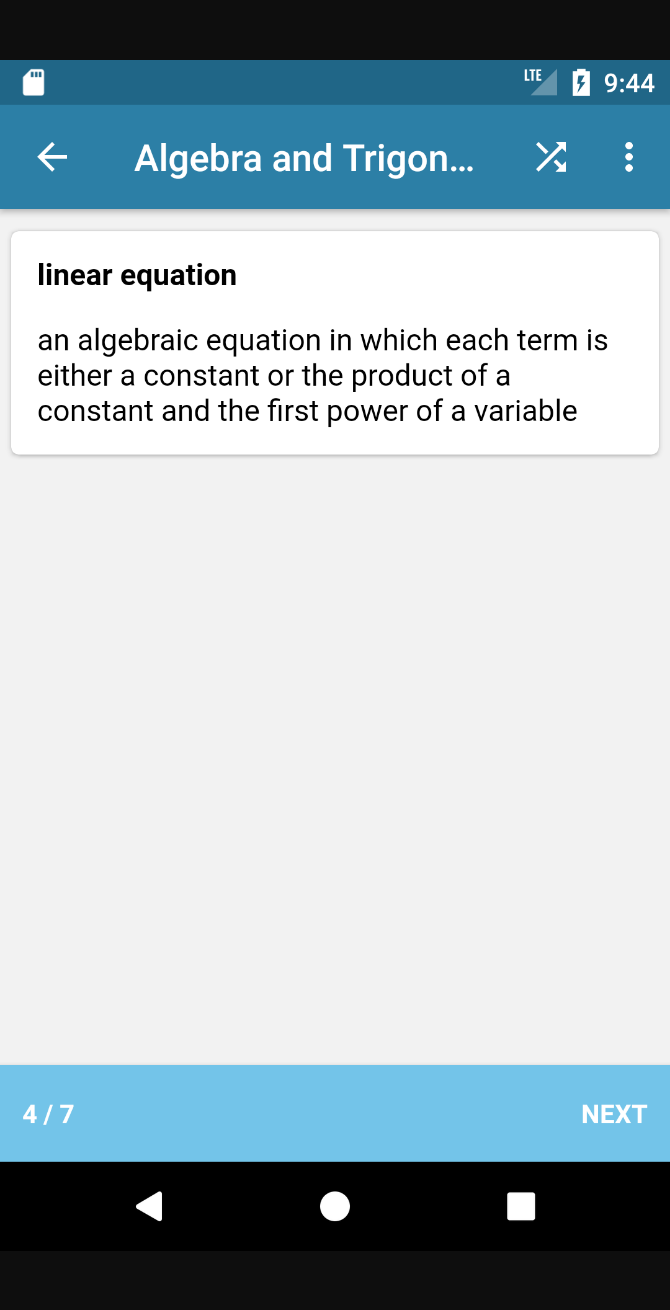 LTE 9:44
Algebra and Trigon...
linear equation
an algebraic equation in which each term is
either a constant or the product of a
constant and the first power of a variable
4 / 7 NEXT